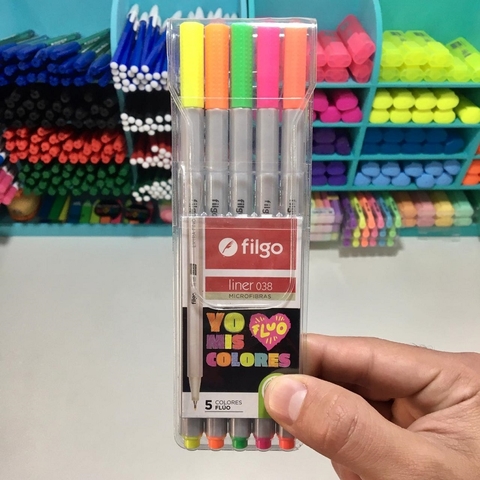 filgo
liner 038
MICROFIBRAS
YO
FLUO
MIS
COLORES
5 COLORES
FLUO